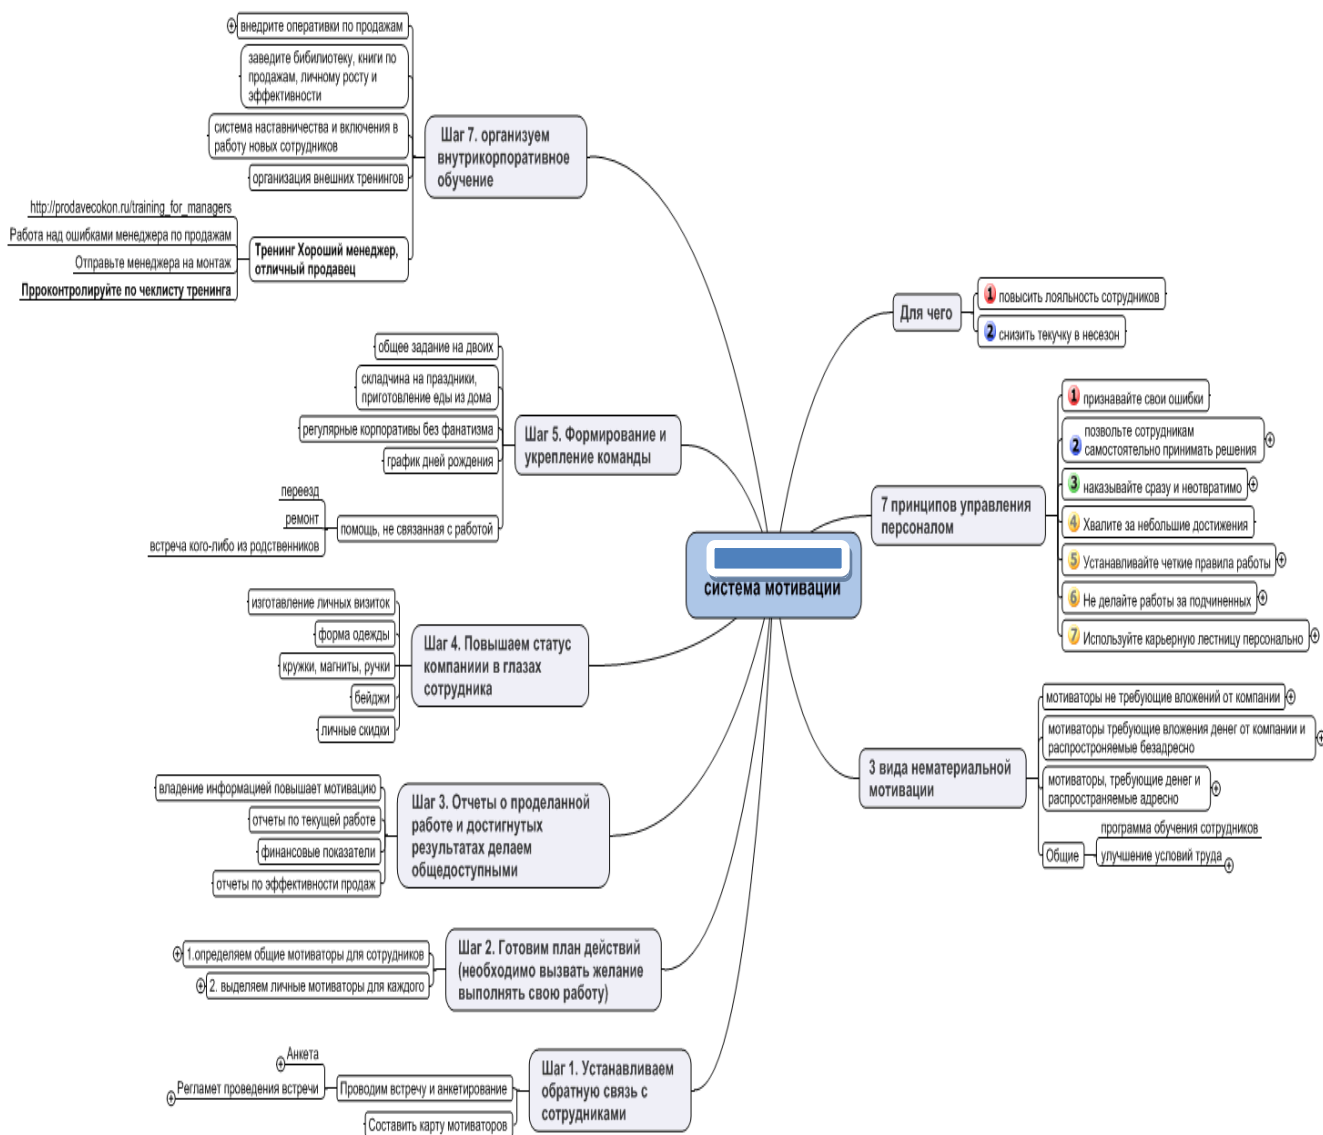 внедрите оперативки по продажам
заведите бибилиотеку, книги по
продажам, личному росту и
эффективности
система наставничества и включения в
работу новых сотрудников
организация внешних тренингов
http://prodavecokon.ru/training_for_managers
Работа над ошибками менеджера по продажам
Отправьте менеджера на монтаж
Прроконтролируйте по чеклисту тренинга
Тренинг Хороший менеджер,
отличный продавец
Шаг 7. организуем
внутрикорпоративное
обучение
общее задание на двоих
складчина на праздники,
приготовление еды из дома
регулярные корпоративы без фанатизма
график дней рождения
переезд
ремонт
встреча кого-либо из родственников
помощь, не связанная с работой
Шаг 5. Формирование и
укрепление команды
изготавление личных визиток
форма одежды
кружки, магниты, ручки
бейджи
личные скидки
Шаг 4. Повышаем статус
компаниии в глазах
сотрудника
владение информацией повышает мотивацию
отчеты по текущей работе
финансовые показатели
отчеты по эффективности продаж
Шаг 3. Отчеты о проделанной
работе и достигнутых
результатах делаем
общедоступными
1.определяем общие мотиваторы для сотрудников
2. выделяем личные мотиваторы для каждого
Шаг 2. Готовим план действий
(необходимо вызвать желание
выполнять свою работу)
Анкета
Регламет проведения встречи
Проводим встречу и анкетирование
Составить карту мотиваторов
Шаг 1. Устанавливаем
обратную связь с
сотрудниками
система мотивации
Для чего
1 повысить лояльность сотрудников
2 снизить текучку в несезон
7 принципов управления
персоналом
1 признавайте свои ошибки
2 позвольте сотрудникам
самостоятельно принимать решения
3 наказывайте сразу и неотвратимо
4 Хвалите за небольшие достижения
5 Устанавливайте четкие правила работы
6 Не делайте работы за подчиненных
7 Используйте карьерную лестницу персонально
3 вида нематериальной
мотивации
мотиваторы не требующие вложений от компании
мотиваторы требующие вложения денег от компании и
распростроняемые безадресно
мотиваторы, требующие денег и
распространяемые адресно
Общие
программа обучения сотрудников
улучшение условий труда